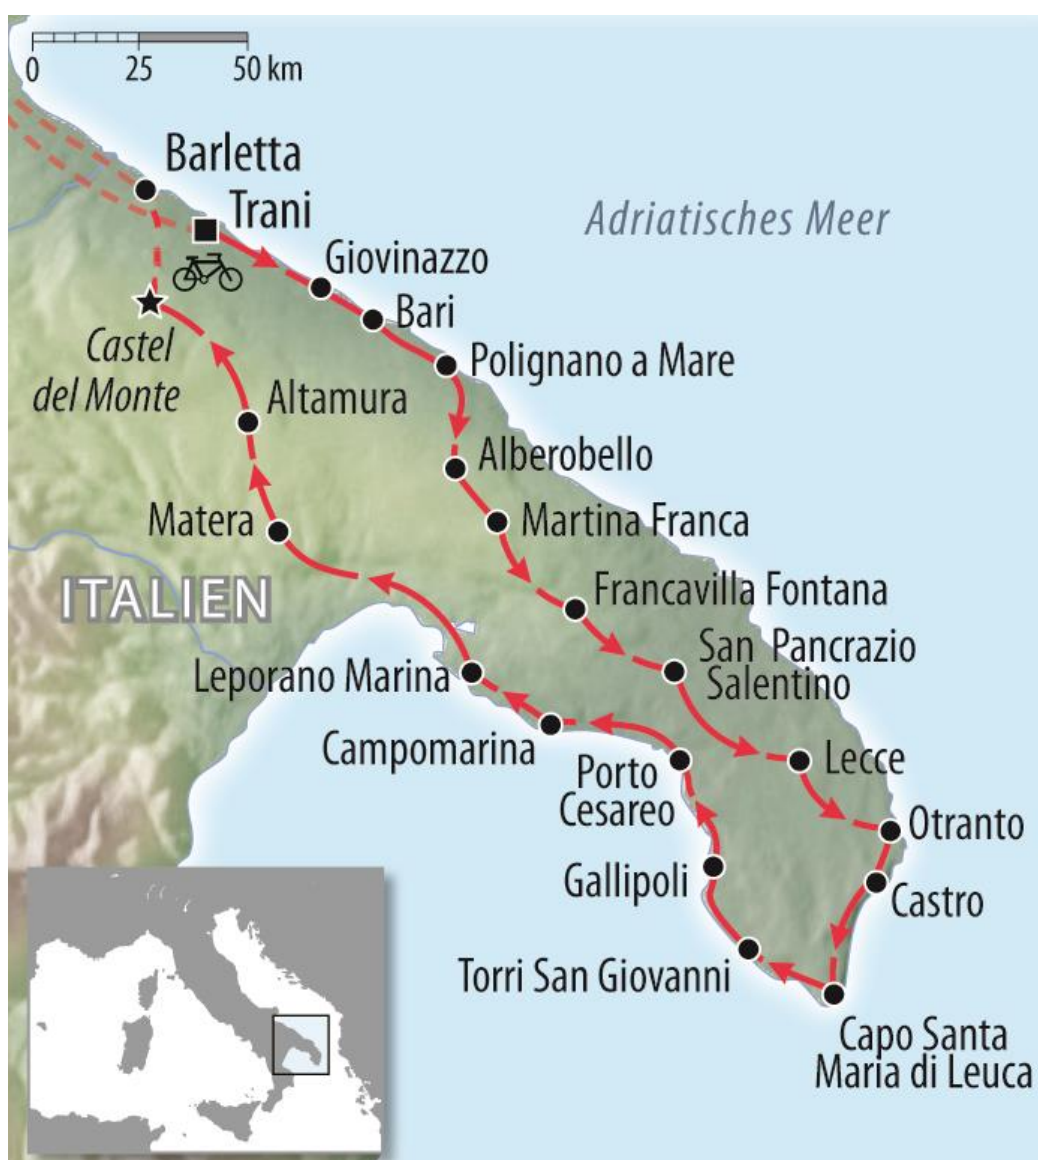 0 25 50 km
Barletta
Trani
Adriatisches Meer
Giovinazzo
Bari
Castel
del Monte
Polignano a Mare
Altamura
Alberobello
Matera
Martina Franca
ITALIEN
Francavilla Fontana
San Pancrazio
Salentino
Leporano Marina
Campomarina
Porto
Cesareo
Lecce
Otranto
Gallipoli
Castro
Torri San Giovanni
Capo Santa
Maria di Leuca